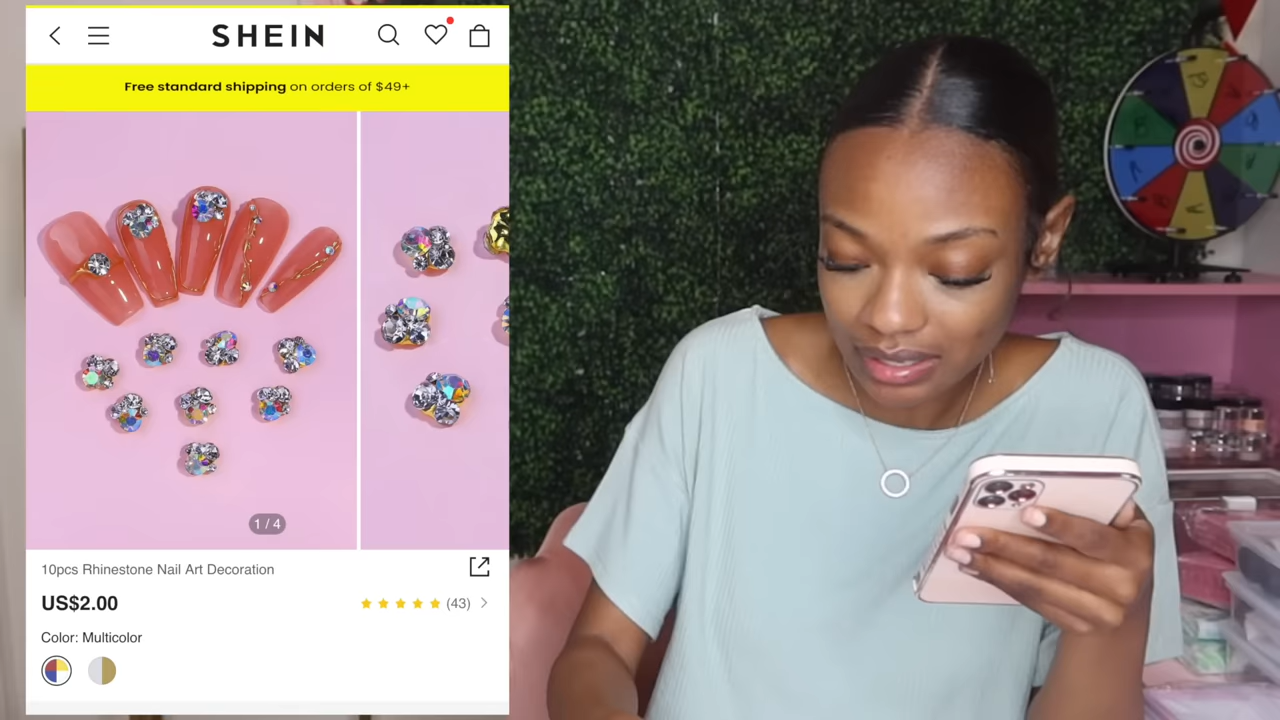 SHEIN
Free standard shipping on orders of $49+
1 / 4
10pcs Rhinestone Nail Art Decoration
US$2.00
(43)
Color: Multicolor